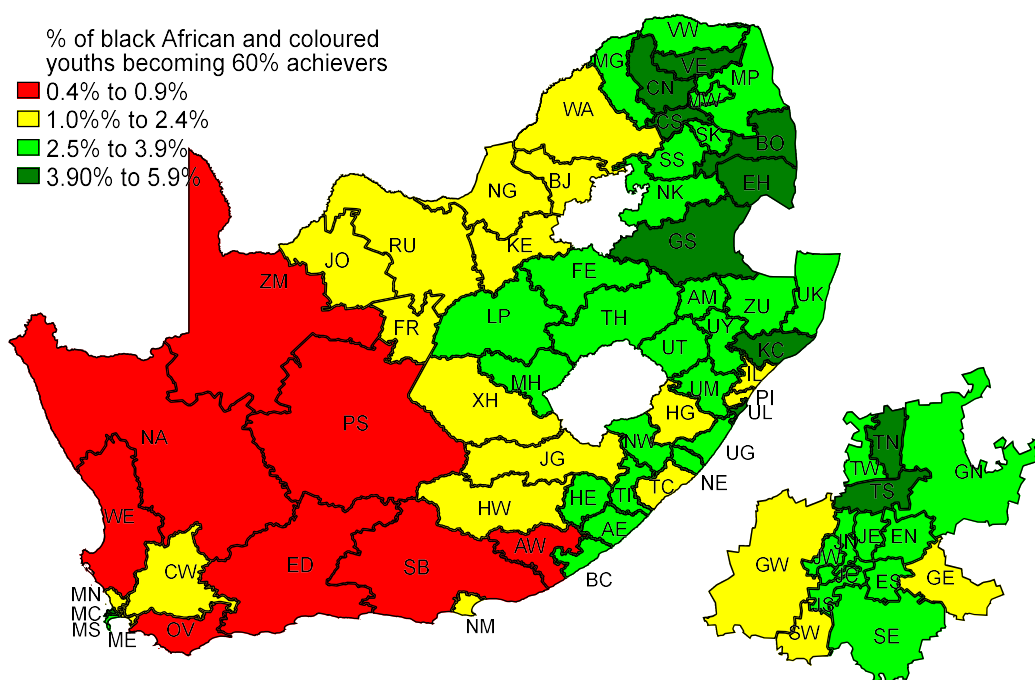 % of black African and coloured
youths becoming 60% achievers
0.4% to 0.9%
1.0%% to 2.4%
2.5% to 3.9%
3.90% to 5.9%
VW
MG
VE
MP
CN
MW
WA
CS
SK
BO
SS
EH
NK
BJ
NG
GS
KE
RU
JO
FE
ZM
AM
ZU
UK
LP
TH
UY
FR
UT
KC
MH
IL
UM
PI
XH
HG
UL
PS
NA
NW
UG
JG
NE
TC
HE
HW
WE
AE
AW
ED
SB
BC
CW
MN
MC
MS
ME
OV
NM
TN
TW
GN
TS
JE
EN
GW
JW
GE
ES
SW
SE